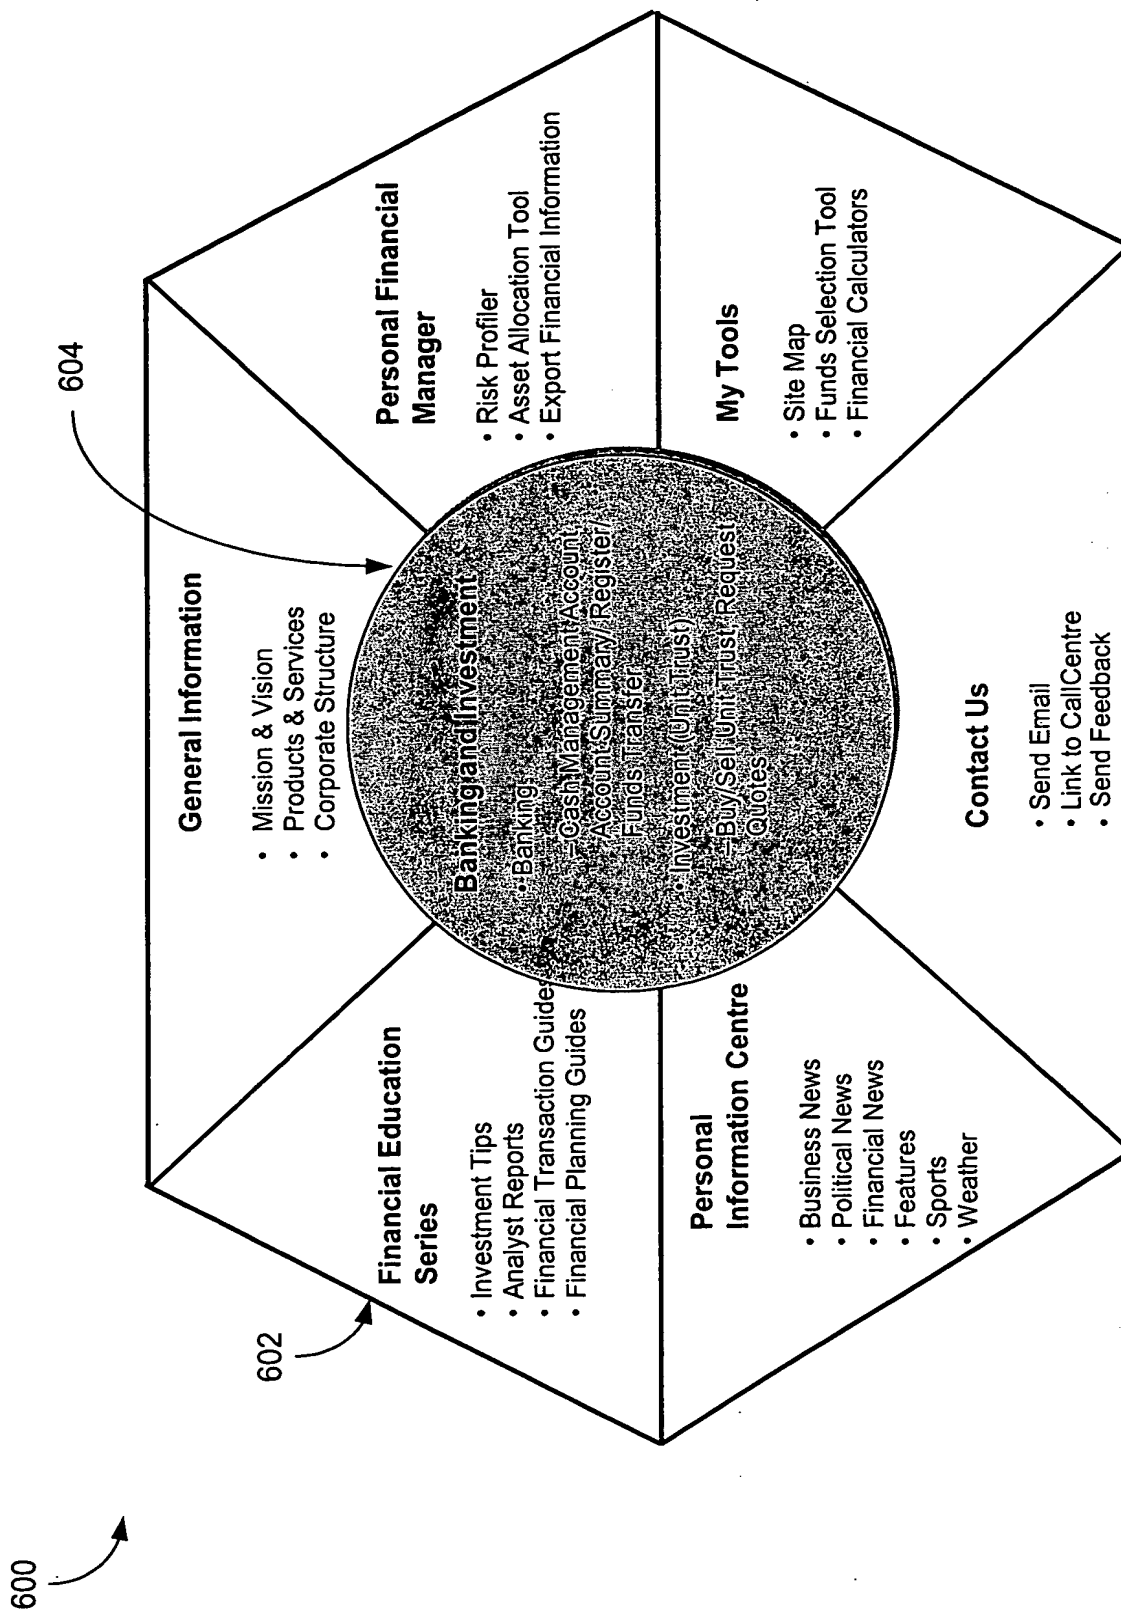 600
602
604
General Information
• Mission & Vision
• Products & Services
• Corporate Structure
Financial Education
Series
• Investment Tips
• Analyst Reports
• Financial Transaction Guides
• Financial Planning Guides
Personal Financial
Manager
• Risk Profiler
• Asset Allocation Tool
• Export Financial Information
Banking and Investment
• Banking
– Cash Management Account
Account Summary/Register/
Funds Transfer
• Investment (Unit Trust)
– Buy/Sell Unit Trust Request
Quotes
Personal
Information Centre
• Business News
• Political News
• Financial News
• Features
• Sports
• Weather
My Tools
• Site Map
• Funds Selection Tool
• Financial Calculators
Contact Us
• Send Email
• Link to CallCentre
• Send Feedback